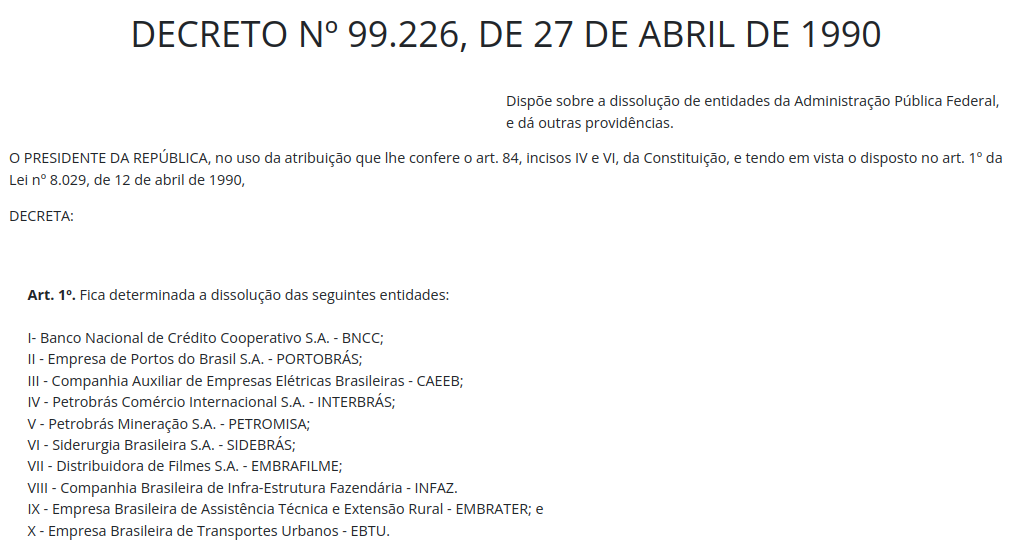 DECRETO Nº 99.226, DE 27 DE ABRIL DE 1990
Dispõe sobre a dissolução de entidades da Administração Pública Federal,
e dá outras providências.
O PRESIDENTE DA REPÚBLICA, no uso da atribuição que lhe confere o art. 84, incisos IV e VI, da Constituição, e tendo em vista o disposto no art. 1º da
Lei nº 8.029, de 12 de abril de 1990,
DECRETA:
Art. 1º. Fica determinada a dissolução das seguintes entidades:
I- Banco Nacional de Crédito Cooperativo S.A. - BNCC;
II - Empresa de Portos do Brasil S.A. - PORTOBRÁS;
III - Companhia Auxiliar de Empresas Elétricas Brasileiras - CAEEB;
IV - Petrobrás Comércio Internacional S.A. - INTERBRÁS;
V - Petrobrás Mineração S.A. - PETROMISA;
VI - Siderurgia Brasileira S.A. - SIDEBRÁS;
VII - Distribuidora de Filmes S.A. - EMBRAFILME;
VIII - Companhia Brasileira de Infra-Estrutura Fazendária - INFAZ.
IX - Empresa Brasileira de Assistência Técnica e Extensão Rural - EMBRATER; e
X - Empresa Brasileira de Transportes Urbanos - EBTU.